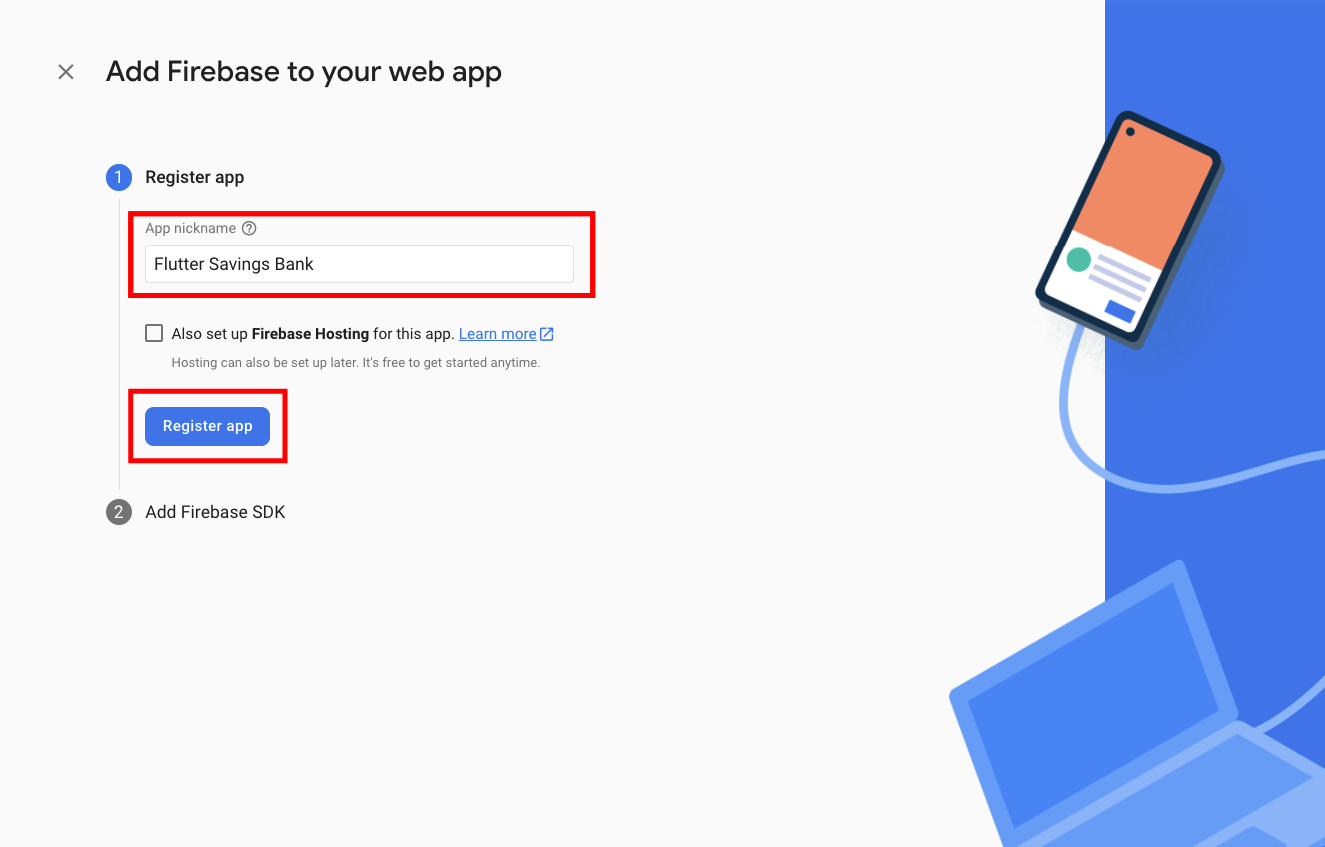 Add Firebase to your web app
1 Register app
App nickname
Flutter Savings Bank
Also set up Firebase Hosting for this app. Learn more
Hosting can also be set up later. It's free to get started anytime.
Register app
2 Add Firebase SDK